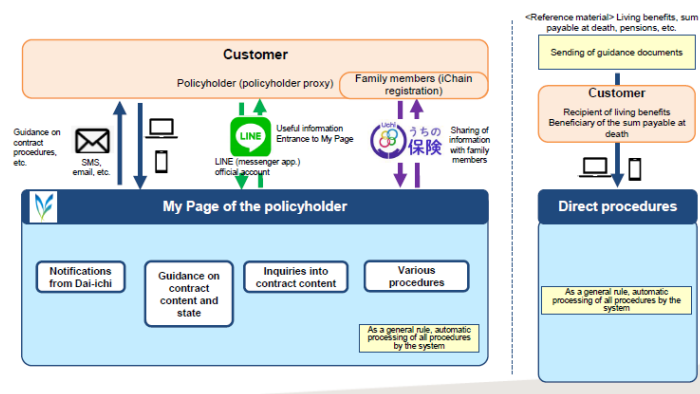 <Reference material> Living benefits, sum
payable at death, pensions, etc.
Sending of guidance documents
Customer
Policyholder (policyholder proxy)
Family members (iChain
registration)
Customer
Recipient of living benefits
Beneficiary of the sum payable at
death
Guidance on
contract
procedures,
etc.
SMS,
email, etc.
LINE
LINE (messenger app.)
official account
Useful information
Entrance to My Page
Uchi
うちの
保険
Sharing of
information
with family
members
My Page of the policyholder
Notifications
from Dai-ichi
Guidance on
contract
content and
state
Inquiries into
contract content
Various
procedures
As a general rule, automatic
processing of all procedures
by the system
Direct procedures
As a general rule, automatic
processing of all procedures by the
system